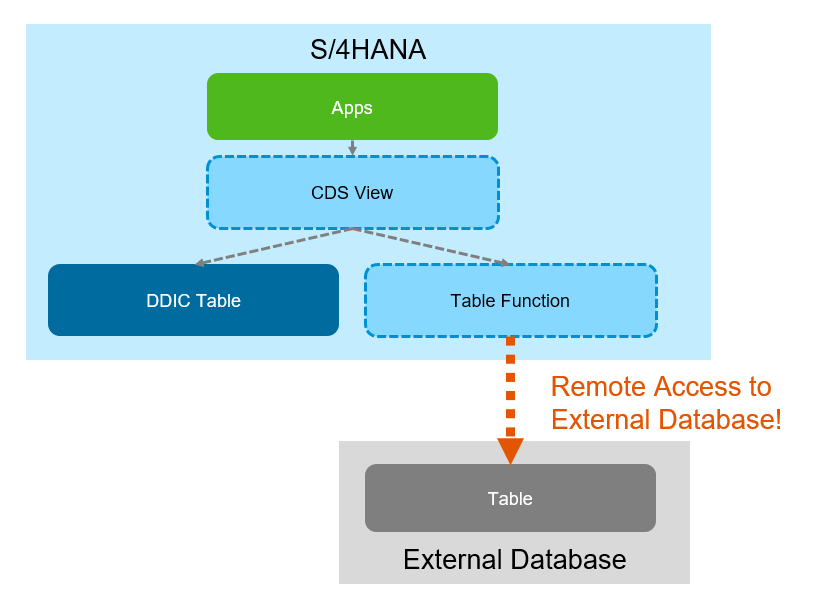 S/4HANA
Apps
CDS View
DDIC Table
Table Function
Remote Access to
External Database!
Table
External Database